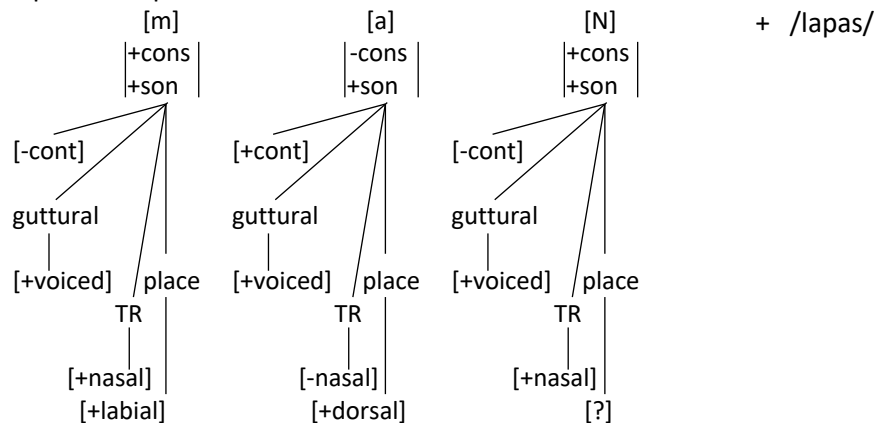 [m] [a] [N] + /lapas/
+cons -cons +cons
+son +son +son
[-cont] [+cont] [-cont]
guttural guttural guttural
[+voiced] place [+voiced] place [+voiced] place
TR TR TR
[+nasal] [-nasal] [+nasal]
[+labial] [+dorsal] [?]